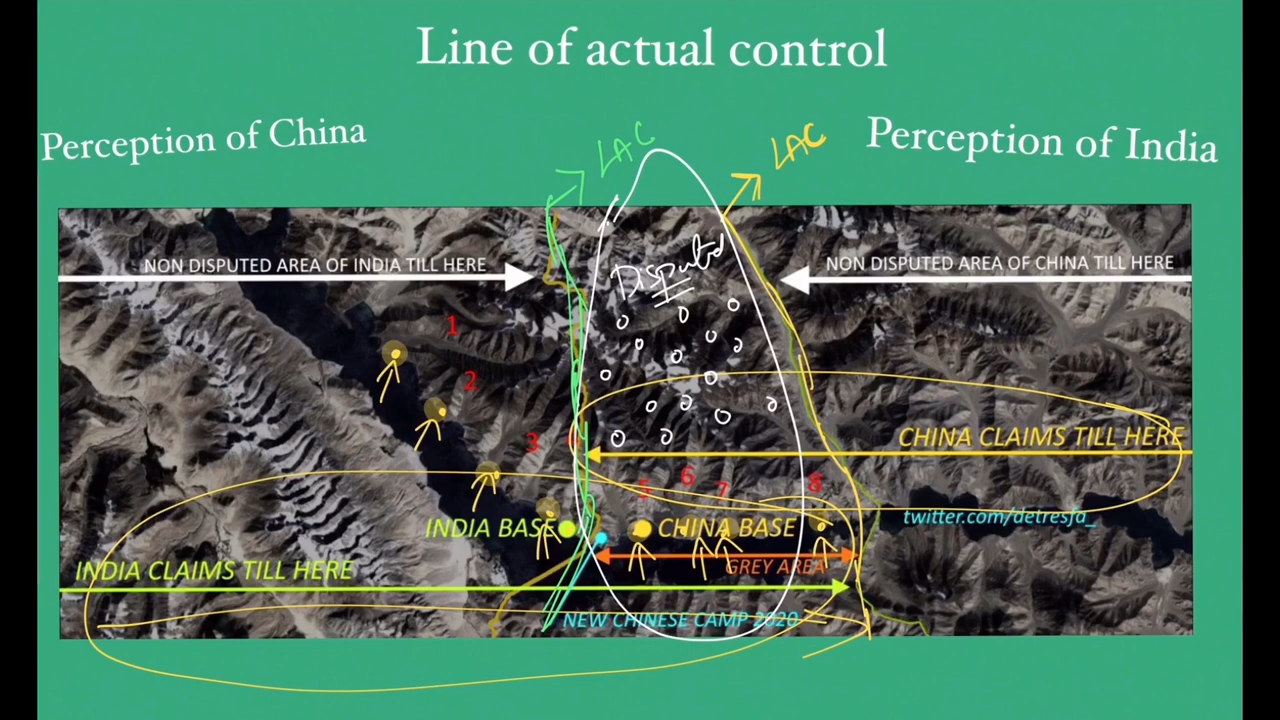 Line of actual control
Perception of China
Perception of India
LAC
LAC
NON DISPUTED AREA OF INDIA TILL HERE
NON DISPUTED AREA OF CHINA TILL HERE
Disputed
1
2
3
CHINA CLAIMS TILL HERE
5
6
7
8
INDIA BASE
CHINA BASE
twitter.com/detresfa_
GREY AREA
INDIA CLAIMS TILL HERE
NEW CHINESE CAMP 2020